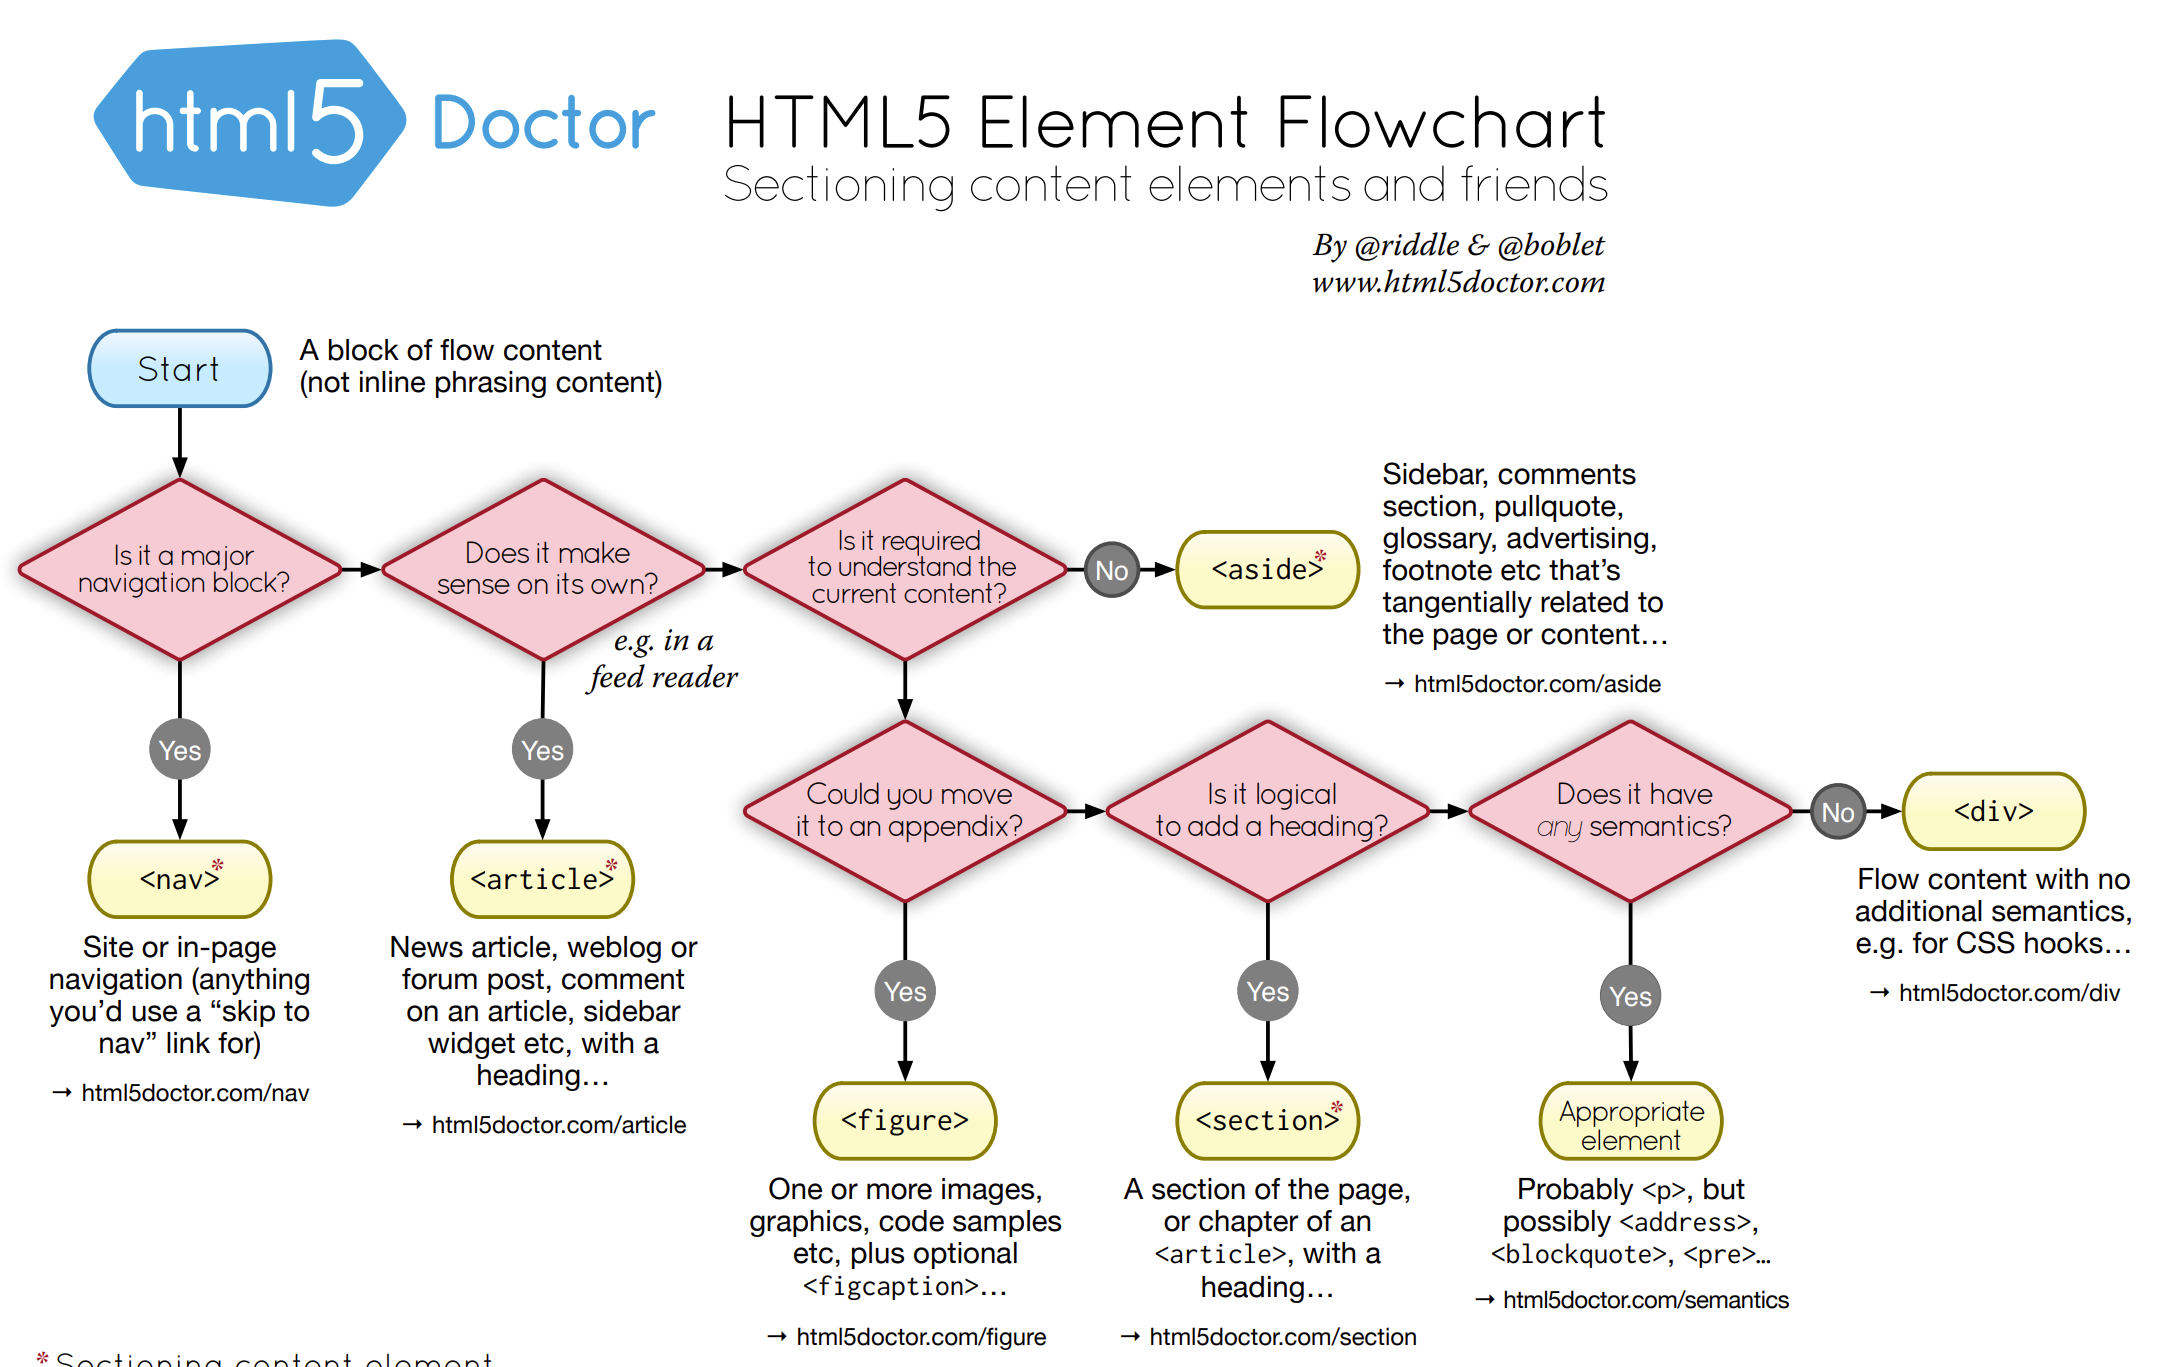 html5 Doctor
HTML5 Element Flowchart
Sectioning content elements and friends
By @riddle & @boblet
www.html5doctor.com
Start
A block of flow content
(not inline phrasing content)
Is it a major
navigation block?
Does it make
sense on its own?
e.g. in a
feed reader
Is it required
to understand the
current content?
No
<aside>*
Sidebar, comments
section, pullquote,
glossary, advertising,
footnote etc that’s
tangentially related to
the page or content…
→ html5doctor.com/aside
Yes
<nav>*
Site or in-page
navigation (anything
you’d use a “skip to
nav” link for)
→ html5doctor.com/nav
Yes
<article>*
News article, weblog or
forum post, comment
on an article, sidebar
widget etc, with a
heading…
→ html5doctor.com/article
Could you move
it to an appendix?
Is it logical
to add a heading?
Does it have
any semantics?
No
<div>
Flow content with no
additional semantics,
e.g. for CSS hooks…
→ html5doctor.com/div
Yes
<figure>
One or more images,
graphics, code samples
etc, plus optional
<figcaption>…
→ html5doctor.com/figure
Yes
<section>*
A section of the page,
or chapter of an
<article>, with a
heading…
→ html5doctor.com/section
Yes
Appropriate
element
Probably <p>, but
possibly <address>,
<blockquote>, <pre>…
→ html5doctor.com/semantics
* Sectioning content element